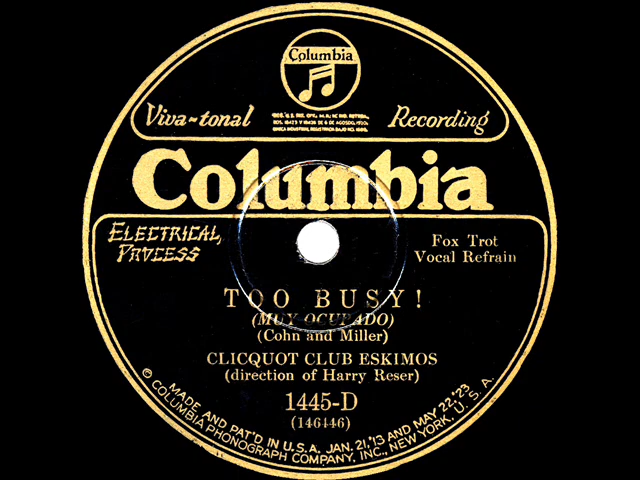 Columbia
Viva-tonal Recording
Columbia
ELECTRICAL PROCESS
Fox Trot
Vocal Refrain
TOO BUSY!
(MUY OCUPADO)
(Cohn and Miller)
CLICQUOT CLUB ESKIMOS
(direction of Harry Reser)
1445-D
(146446)
MADE AND PAT'D IN U.S.A. JAN. 21,'13 AND MAY 22,'23
© COLUMBIA PHONOGRAPH COMPANY, INC., NEW YORK, U.S.A.